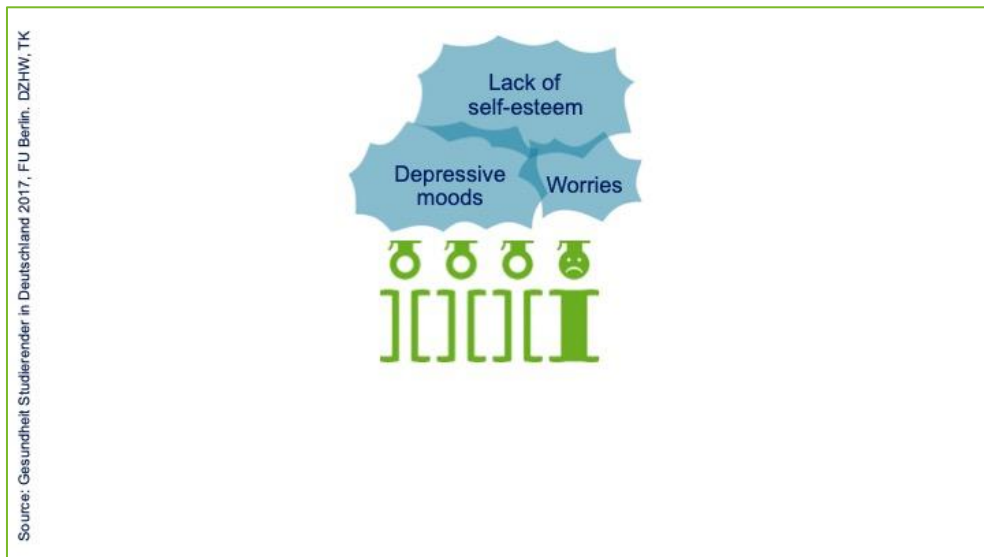 Source: Gesundheit Studierender in Deutschland 2017, FU Berlin. DZHW, TK
Lack of
self-esteem
Depressive
moods
Worries